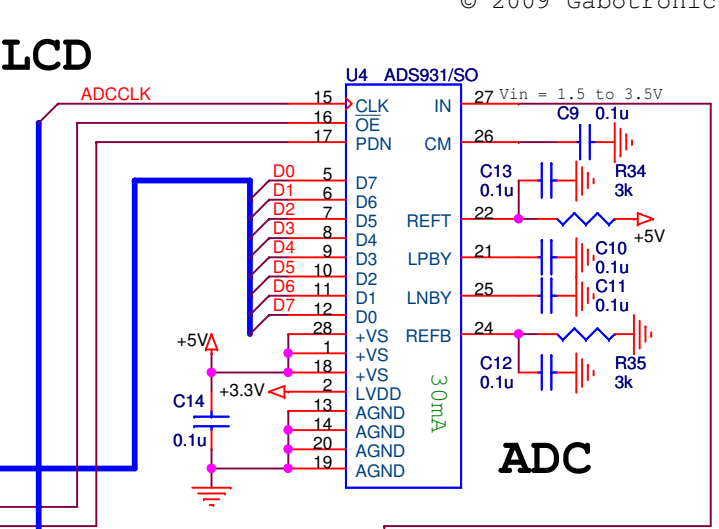 © 2009 Gabotronic
LCD
U4 ADS931/SO
ADCCLK 15 CLK IN 27 Vin = 1.5 to 3.5V
16 OE
C9 0.1u
17 PDN CM 26
C13 0.1u
R34 3k
D0 5 D7
D1 6 D6
D2 7 D5 REFT 22
+5V
D3 8 D4
D4 9 D3 LPBY 21 C10 0.1u
D5 10 D2
D6 11 D1 LNBY 25 C11 0.1u
D7 12 D0
28 +VS REFB 24
+5V
1 +VS
18 +VS
C12 0.1u
R35 3k
+3.3V 2 LVDD
30mA
C14 0.1u
13 AGND
14 AGND
20 AGND
19 AGND
ADC